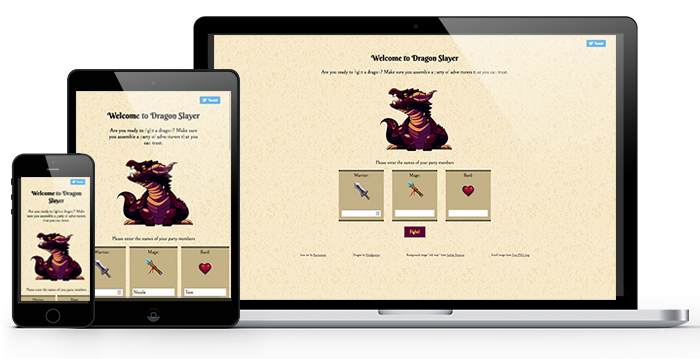 Tweet
Welcome to Dragon Slayer
Are you ready to fight a dragon? Make sure you assemble a party of adventurers that you can trust.
Please enter the names of your party members
Warrior:
Mage:
Bard:
Fight!
Tweet
Welcome to Dragon Slayer
Are you ready to fight a dragon? Make sure
you assemble a party of adventurers that you
can trust.
Please enter the names of your party members
Warrior:
Mage:
Bard:
Nicole
Tom
Tweet
Welcome to Dragon
Slayer
Are you ready to fight a dragon? Make sure
you assemble a party of adventurers
that you can trust.
Please enter the names of your party members
Warrior:
Mage: